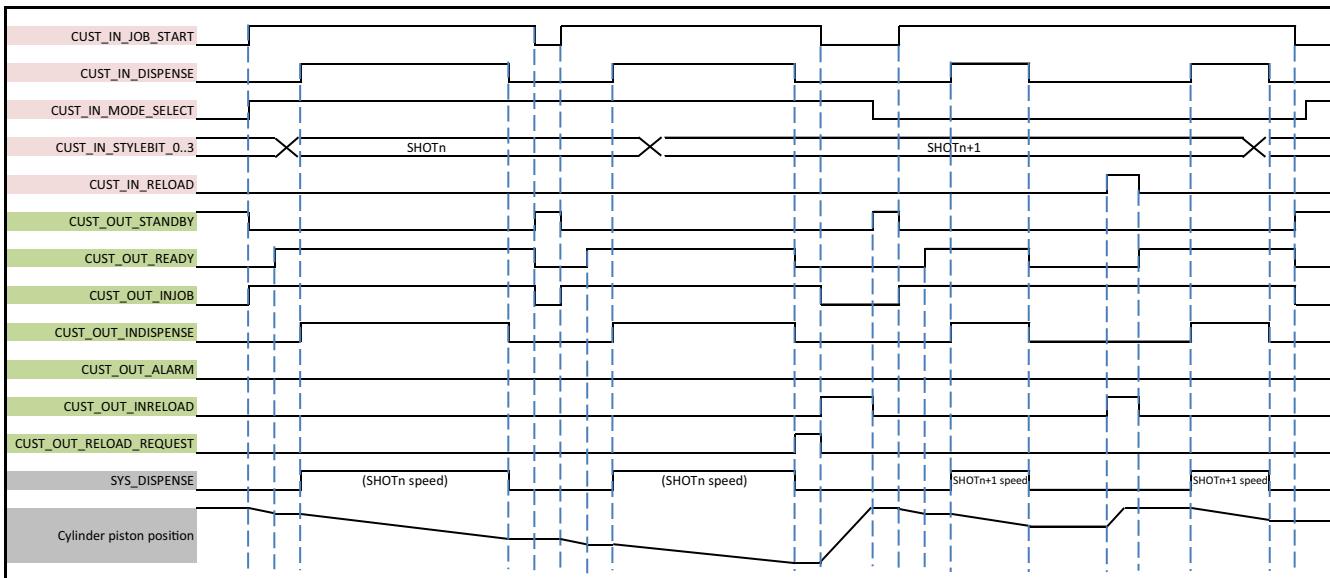 CUST_IN_JOB_START
CUST_IN_DISPENSE
CUST_IN_MODE_SELECT
CUST_IN_STYLEBIT_0..3
SHOTn
SHOTn+1
CUST_IN_RELOAD
CUST_OUT_STANDBY
CUST_OUT_READY
CUST_OUT_INJOB
CUST_OUT_INDISPENSE
CUST_OUT_ALARM
CUST_OUT_INRELOAD
CUST_OUT_RELOAD_REQUEST
SYS_DISPENSE
(SHOTn speed)
(SHOTn speed)
SHOTn+1 speed)
SHOTn+1 speed)
Cylinder piston position